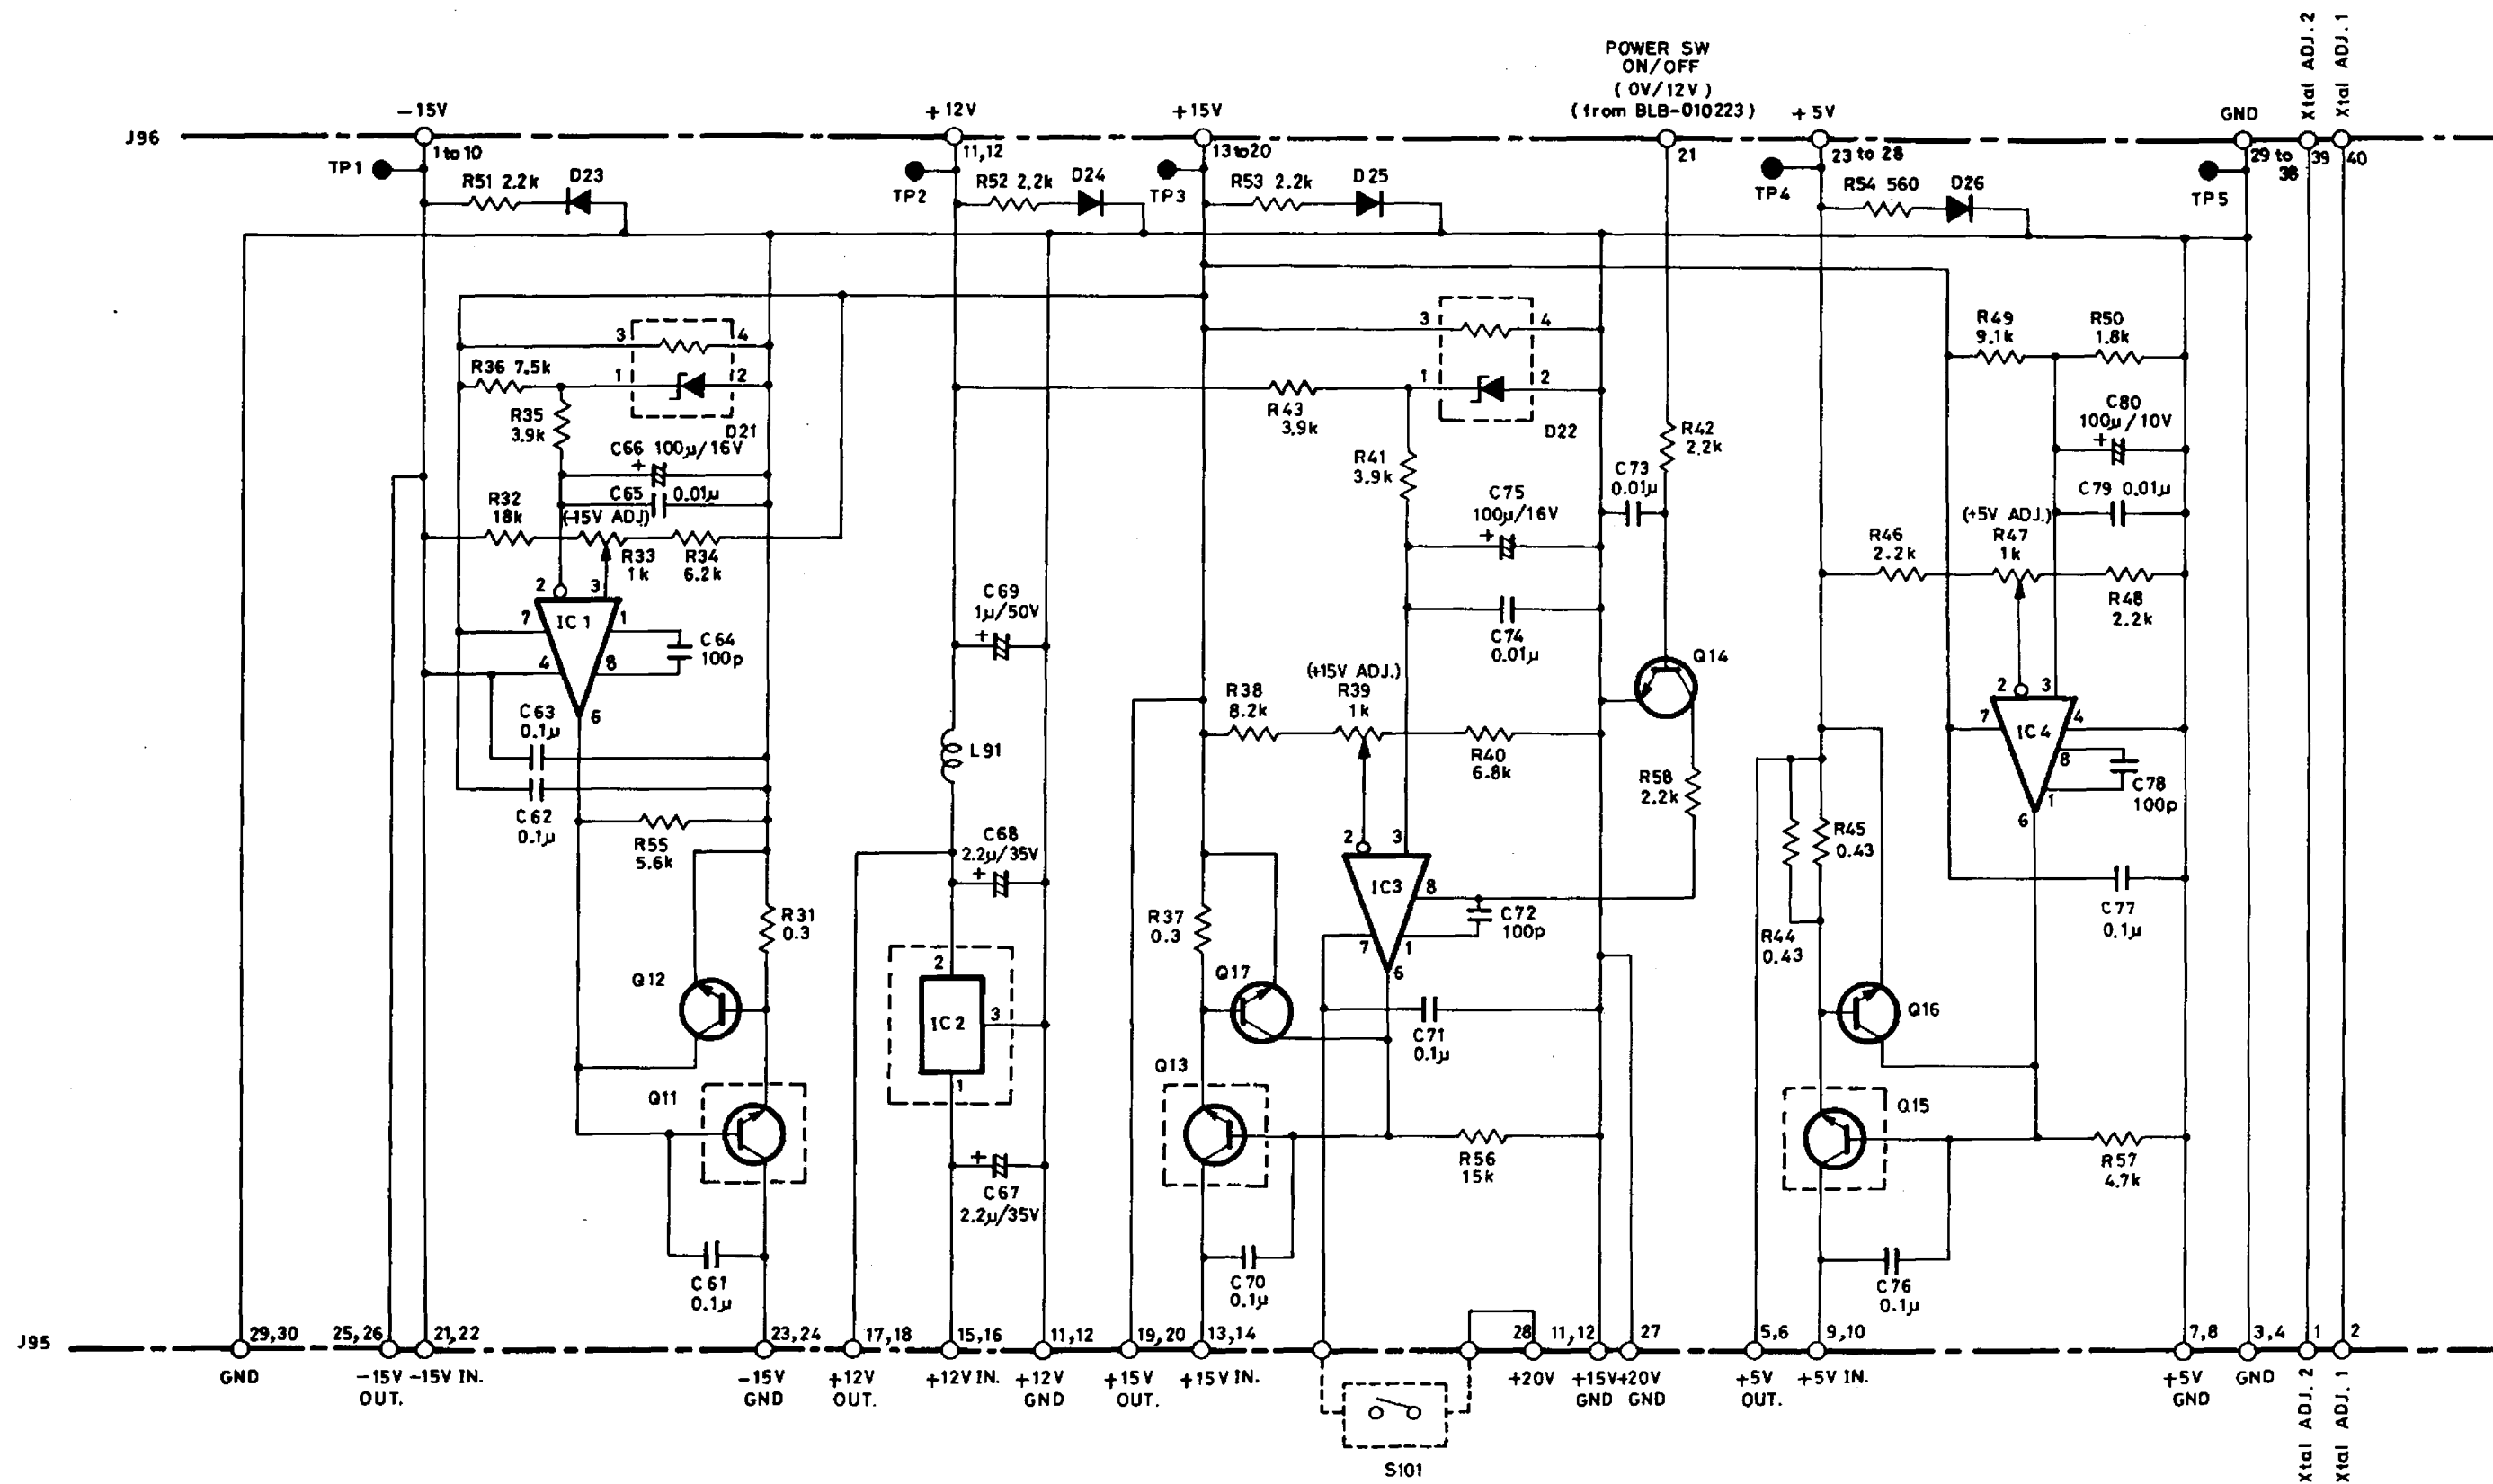 Xtal ADJ. 2
Xtal ADJ. 1
POWER SW
ON/OFF
(0V/12V)
(from BLB-010223)
-15V
+12V
+15V
+5V
GND
J96
1 to 10
11,12
13 to 20
21
23 to 28
29 to
38
39
40
TP1
TP2
TP3
TP4
TP5
R51 2.2k
D23
R52 2.2k
D24
R53 2.2k
D25
R54 560
D26
3
4
R36 7.5k
1
2
R35
3.9k
D21
C66 100μ/16V
+
C65
0.01μ
R32
18k
(-15V ADJ)
R33
1k
R34
6.2k
2
3
7
IC1
1
4
8
C64
100p
6
C63
0.1μ
C62
0.1μ
R55
5.6k
R31
0.3
Q12
Q11
C61
0.1μ
C69
1μ/50V
+
L91
C68
2.2μ/35V
+
2
IC2
3
1
+
C67
2.2μ/35V
3
4
1
2
R43
3.9k
D22
R41
3.9k
C75
100μ/16V
+
C74
0.01μ
R42
2.2k
C73
0.01μ
Q14
(+15V ADJ.)
R38
8.2k
R39
1k
R40
6.8k
R58
2.2k
2
3
IC3
8
7
1
C72
100p
6
R37
0.3
Q17
C71
0.1μ
Q13
R56
15k
C70
0.1μ
R49
9.1k
R50
1.8k
C80
100μ/10V
+
C79 0.01μ
(+5V ADJ.)
R46
2.2k
R47
1k
R48
2.2k
2
3
7
IC4
4
8
1
C78
100p
6
R45
0.43
R44
0.43
C77
0.1μ
Q16
Q15
R57
4.7k
C76
0.1μ
J95
29,30
25,26
21,22
23,24
17,18
15,16
11,12
19,20
13,14
28
11,12
27
5,6
9,10
7,8
3,4
1
2
GND
-15V
OUT.
-15V IN.
-15V
GND
+12V
OUT.
+12V IN.
+12V
GND
+15V
OUT.
+15V IN.
+20V
+15V
GND
+20V
GND
+5V
OUT.
+5V IN.
+5V
GND
GND
Xtal ADJ. 2
Xtal ADJ. 1
S101